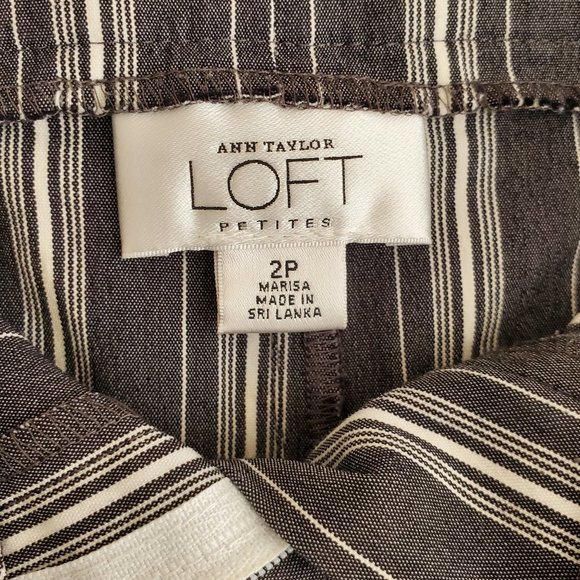 ANN TAYLOR
LOFT
PETITES
2P
MARISA
MADE IN
SRI LANKA